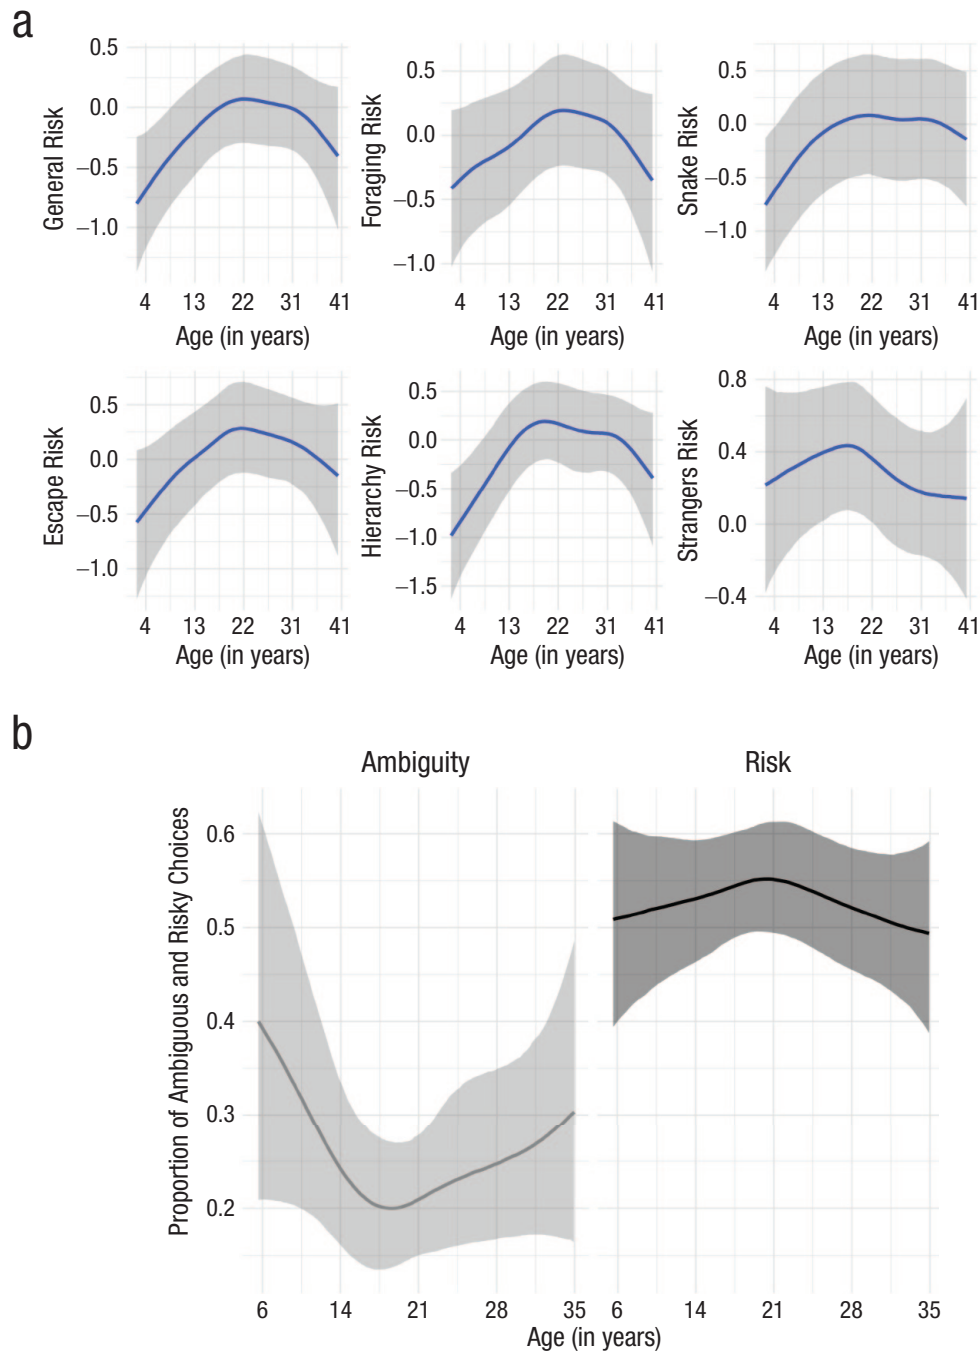 a
General Risk
0.5
0.0
−0.5
−1.0
4 13 22 31 41
Age (in years)
Foraging Risk
0.5
0.0
−0.5
−1.0
4 13 22 31 41
Age (in years)
Snake Risk
0.5
0.0
−0.5
−1.0
4 13 22 31 41
Age (in years)
Escape Risk
0.5
0.0
−0.5
−1.0
4 13 22 31 41
Age (in years)
Hierarchy Risk
0.5
0.0
−0.5
−1.0
−1.5
4 13 22 31 41
Age (in years)
Strangers Risk
0.8
0.4
0.0
−0.4
4 13 22 31 41
Age (in years)
b
Ambiguity
Risk
Proportion of Ambiguous and Risky Choices
0.6
0.5
0.4
0.3
0.2
6 14 21 28 35
6 14 21 28 35
Age (in years)